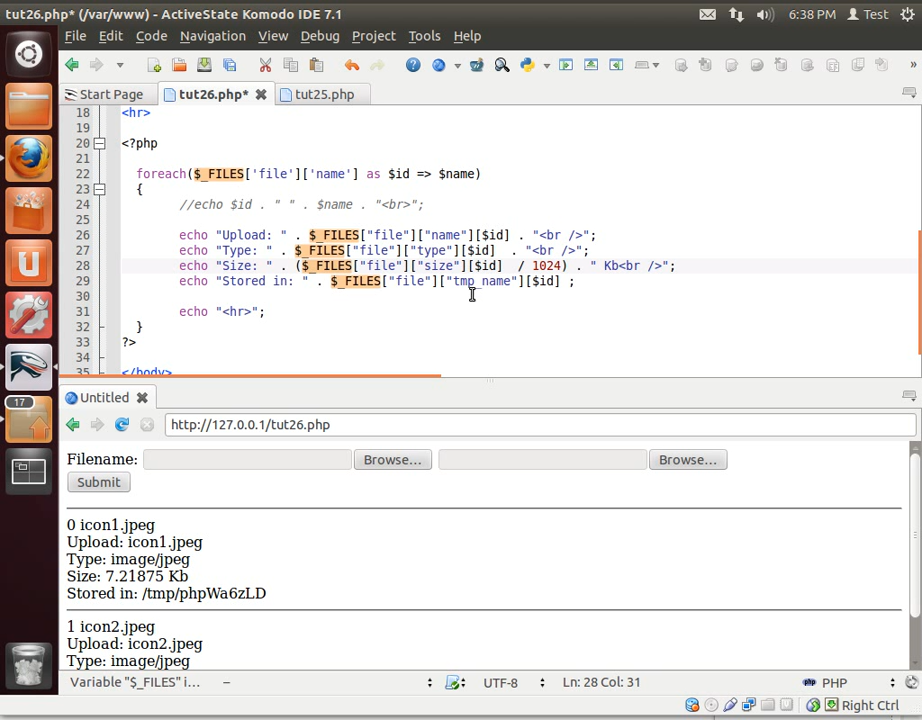 tut26.php* (/var/www) - ActiveState Komodo IDE 7.1
6:38 PM
Test
File Edit Code Navigation View Debug Project Tools Help
Start Page
tut26.php*
tut25.php
18 <hr>
19
20 <?php
21
22 foreach($_FILES['file']['name'] as $id => $name)
23 {
24 //echo $id . " " . $name . "<br>";
25
26 echo "Upload: " . $_FILES["file"]["name"][$id] . "<br />";
27 echo "Type: " . $_FILES["file"]["type"][$id]  . "<br />";
28 echo "Size: " . ($_FILES["file"]["size"][$id]  / 1024) . " Kb<br />";
29 echo "Stored in: " . $_FILES["file"]["tmp_name"][$id] ;
30
31 echo "<hr>";
32 }
33 ?>
34
35 </body>
17
Untitled
http://127.0.0.1/tut26.php
Filename: Browse... Browse...
Submit
0 icon1.jpeg
Upload: icon1.jpeg
Type: image/jpeg
Size: 7.21875 Kb
Stored in: /tmp/phpWa6zLD
1 icon2.jpeg
Upload: icon2.jpeg
Type: image/jpeg
Variable "$_FILES" i... – UTF-8 Ln: 28 Col: 31 php PHP
Right Ctrl